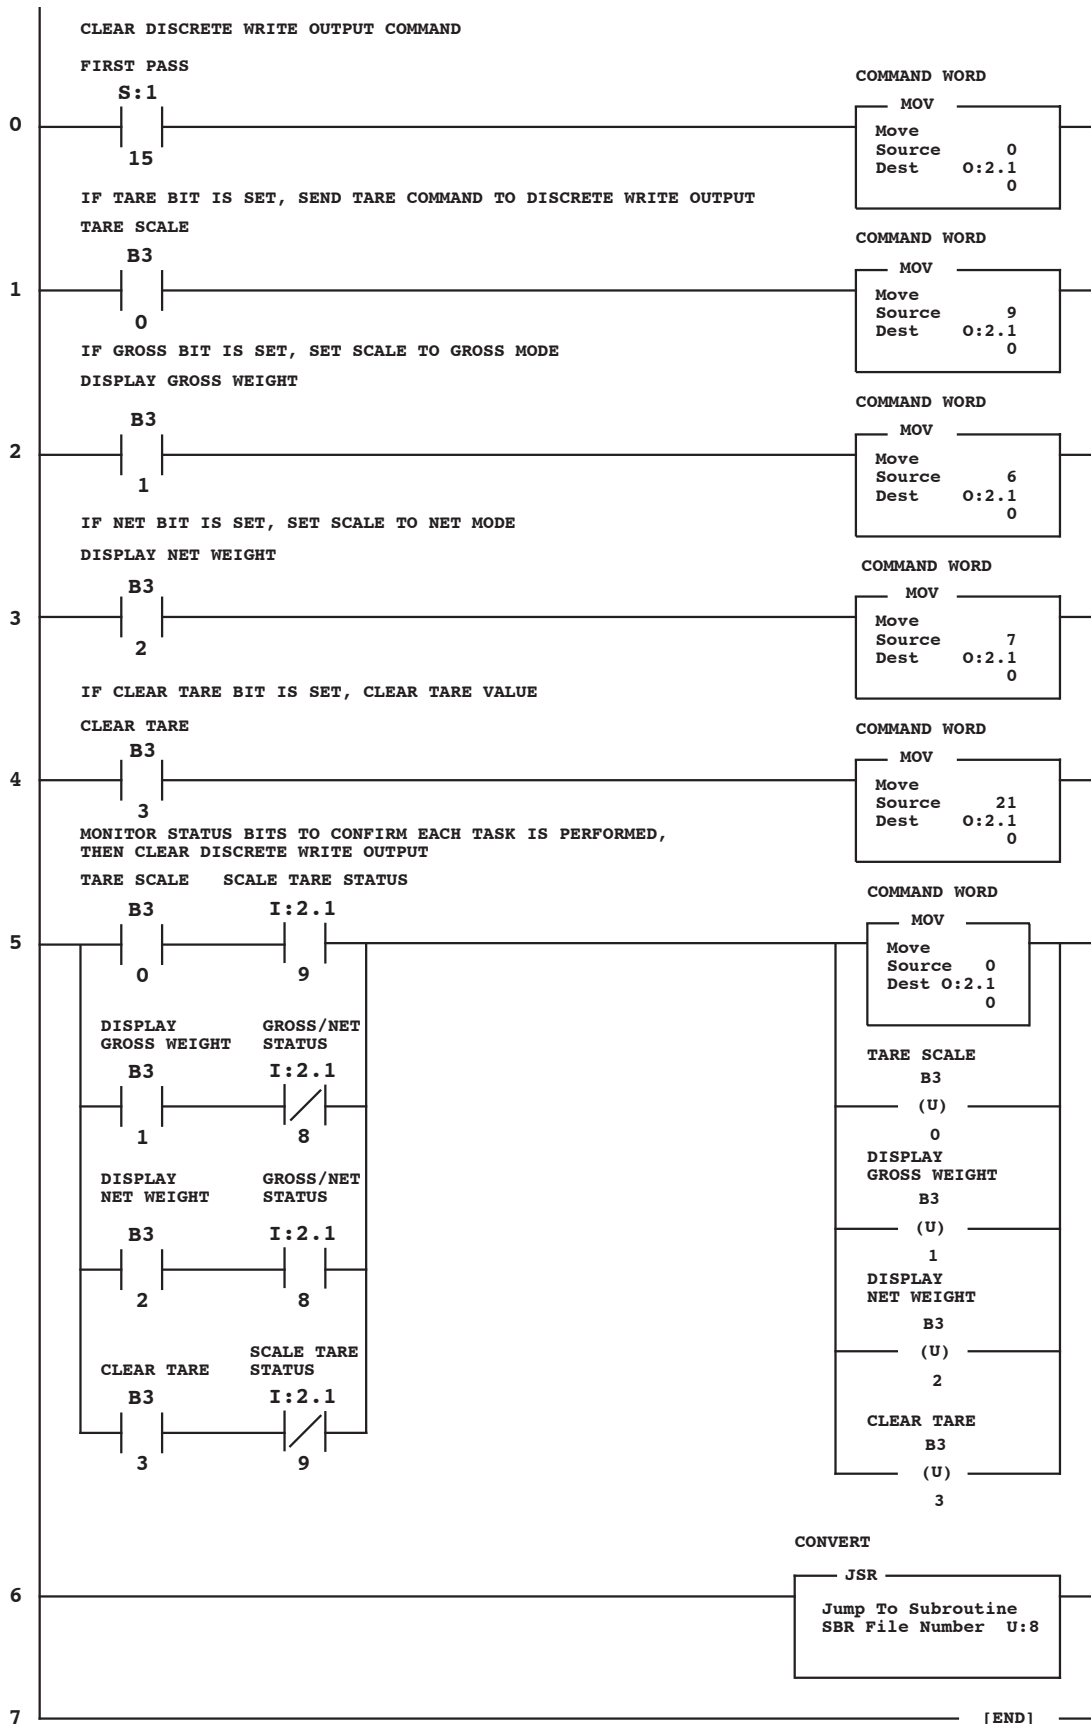 CLEAR DISCRETE WRITE OUTPUT COMMAND
FIRST PASS
S:1
15
0
COMMAND WORD
MOV
Move
Source 0
Dest O:2.1
0
IF TARE BIT IS SET, SEND TARE COMMAND TO DISCRETE WRITE OUTPUT
TARE SCALE
B3
0
1
COMMAND WORD
MOV
Move
Source 9
Dest O:2.1
0
IF GROSS BIT IS SET, SET SCALE TO GROSS MODE
DISPLAY GROSS WEIGHT
B3
1
2
COMMAND WORD
MOV
Move
Source 6
Dest O:2.1
0
IF NET BIT IS SET, SET SCALE TO NET MODE
DISPLAY NET WEIGHT
B3
2
3
COMMAND WORD
MOV
Move
Source 7
Dest O:2.1
0
IF CLEAR TARE BIT IS SET, CLEAR TARE VALUE
CLEAR TARE
B3
3
4
COMMAND WORD
MOV
Move
Source 21
Dest O:2.1
0
MONITOR STATUS BITS TO CONFIRM EACH TASK IS PERFORMED,
THEN CLEAR DISCRETE WRITE OUTPUT
TARE SCALE SCALE TARE STATUS
B3 I:2.1
0 9
5
DISPLAY GROSS/NET
GROSS WEIGHT STATUS
B3 I:2.1
1 8
DISPLAY GROSS/NET
NET WEIGHT STATUS
B3 I:2.1
2 8
SCALE TARE
CLEAR TARE STATUS
B3 I:2.1
3 9
COMMAND WORD
MOV
Move
Source 0
Dest O:2.1
0
TARE SCALE
B3
(U)
0
DISPLAY
GROSS WEIGHT
B3
(U)
1
DISPLAY
NET WEIGHT
B3
(U)
2
CLEAR TARE
B3
(U)
3
6
CONVERT
JSR
Jump To Subroutine
SBR File Number U:8
7
[END]